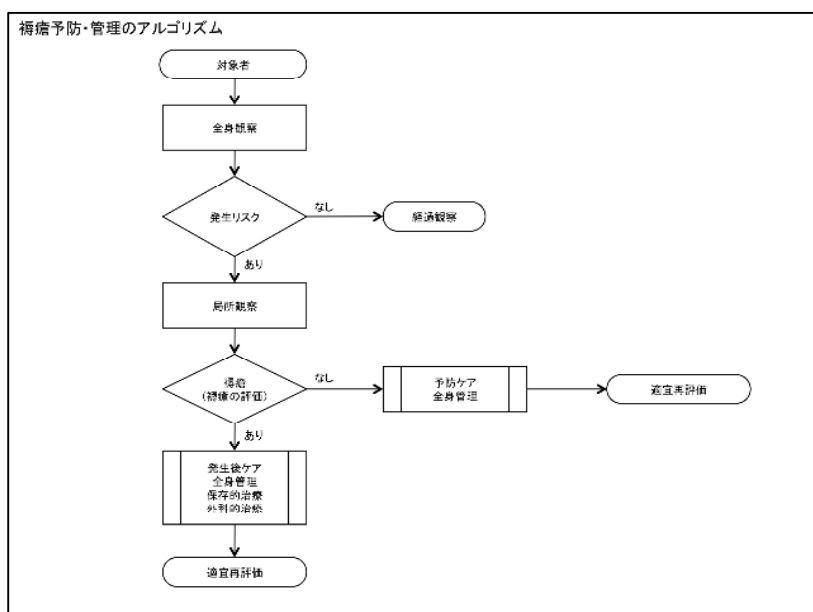 褥瘡予防・管理のアルゴリズム
対象者
全身観察
発生リスク
なし
経過観察
あり
局所観察
褥瘡
(褥瘡の評価)
なし
予防ケア
全身管理
適宜再評価
あり
発生後ケア
全身管理
保存的治療
外科的治療
適宜再評価